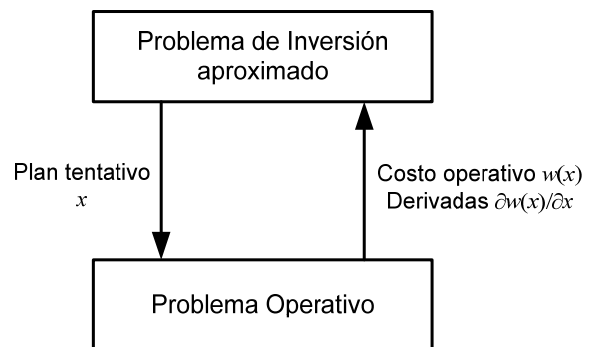 Problema de Inversión
aproximado
Plan tentativo
x
Costo operativo w(x)
Derivadas ∂w(x)/∂x
Problema Operativo